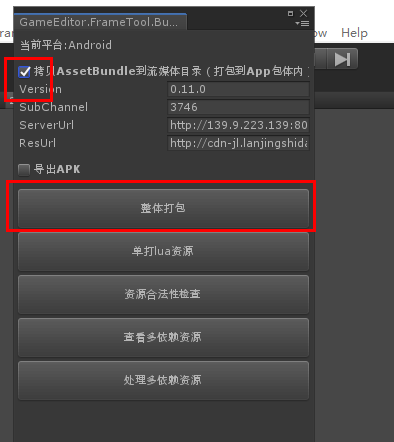 GameEditor.FrameTool.Bu...
ow Help
当前平台:Android
拷贝AssetBundle到流媒体目录（打包到App包体内）
Version 0.11.0
SubChannel 3746
ServerUrl http://139.9.223.139:80
ResUrl http://cdn-jl.lanjingshida
导出APK
整体打包
单打lua资源
资源合法性检查
查看多依赖资源
处理多依赖资源